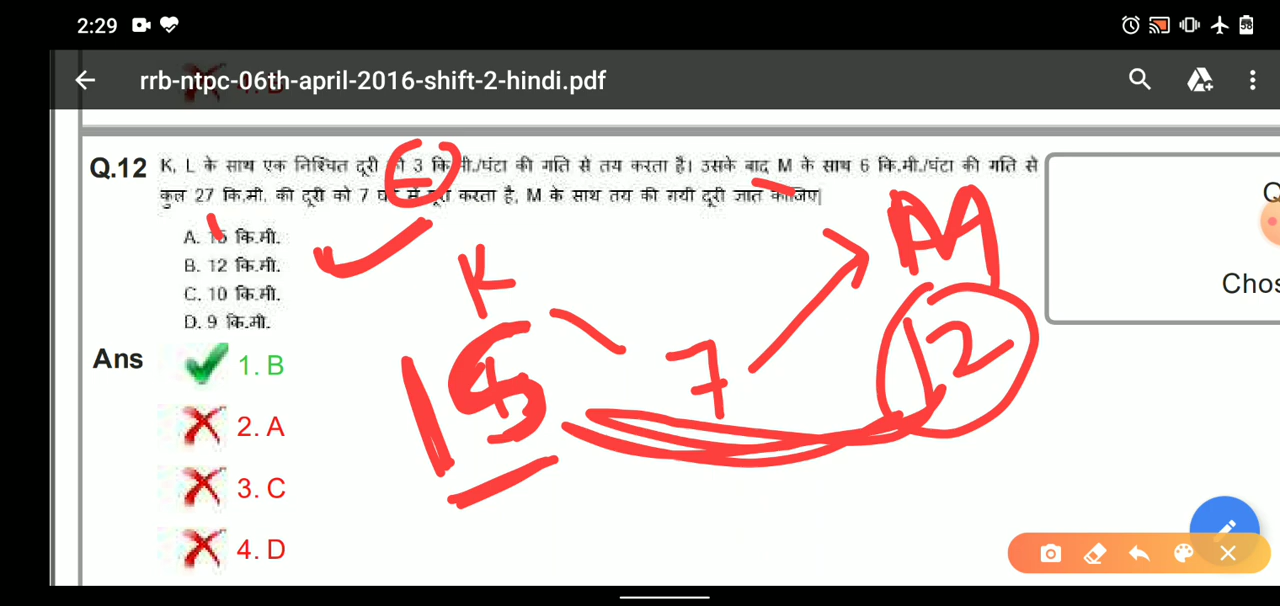 2:29
58
rrb-ntpc-06th-april-2016-shift-2-hindi.pdf
Q.12 K, L के साथ एक निश्चित दूरी को 3 कि.मी./घंटा की गति से तय करता है। उसके बाद M के साथ 6 कि.मी./घंटा की गति से
कुल 27 कि.मी. की दूरी को 7 घंटे में पूरा करता है, M के साथ तय की गयी दूरी ज्ञात कीजिए|
A. 15 कि.मी.
B. 12 कि.मी.
C. 10 कि.मी.
D. 9 कि.मी.
Q
Chos
Ans
1. B
2. A
3. C
4. D
K
M
15
7
12